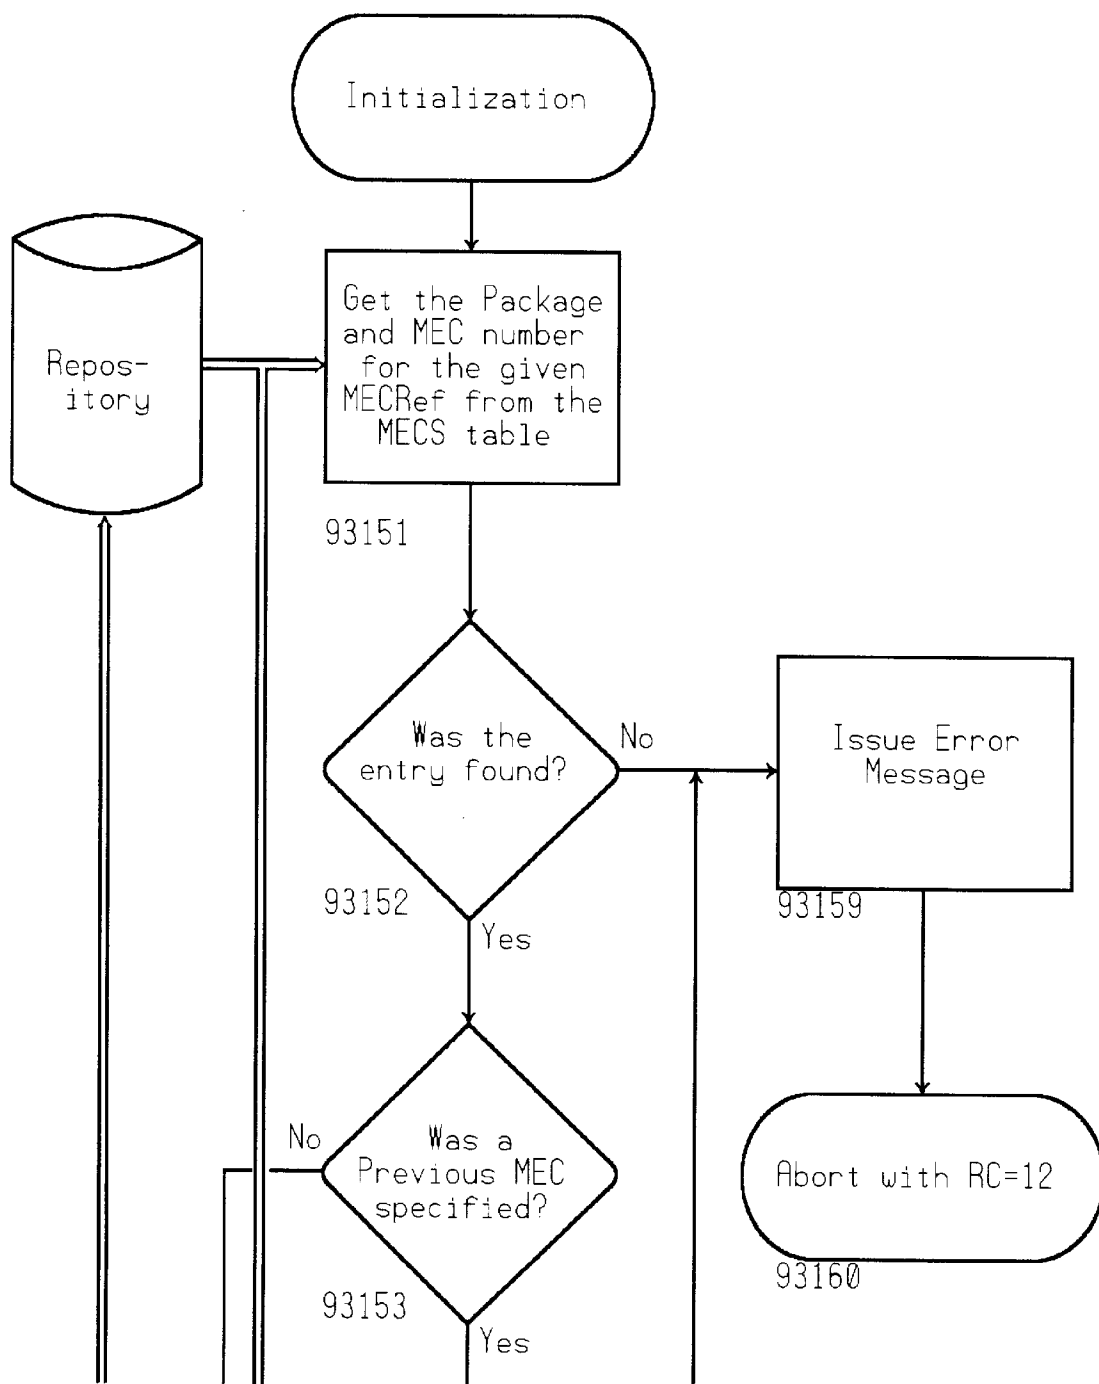 Initialization
Get the Package
and MEC number
for the given
MECRef from the
MECS table
Repos-
itory
93151
Was the
entry found?
No
Issue Error
Message
93152
93159
Yes
No
Was a
Previous MEC
specified?
Abort with RC=12
93160
93153
Yes